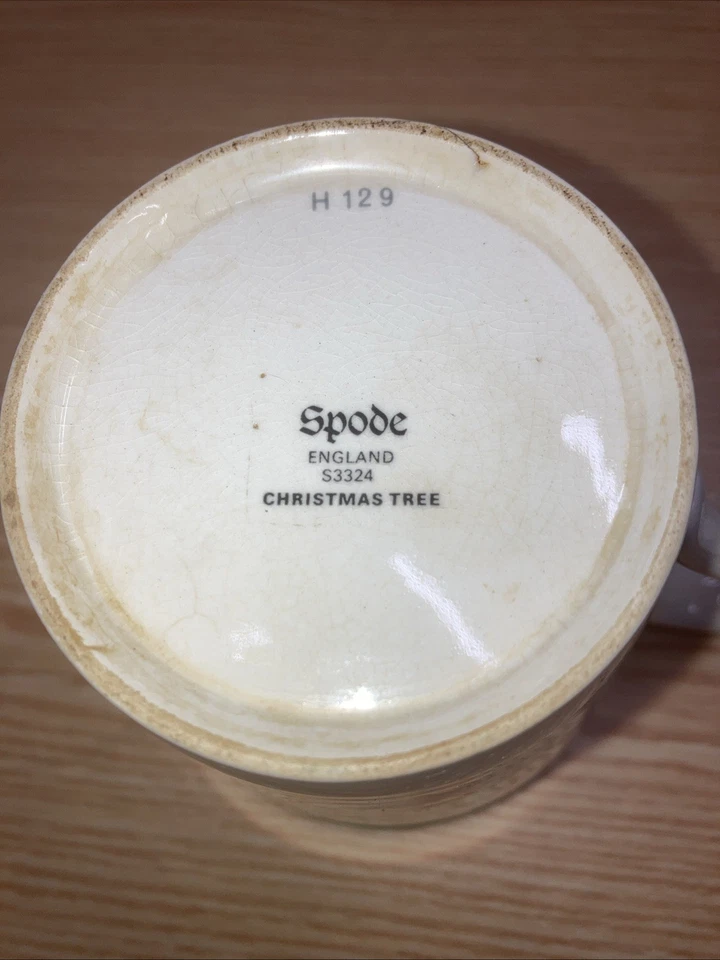 H 129
Spode
ENGLAND
S3324
CHRISTMAS TREE